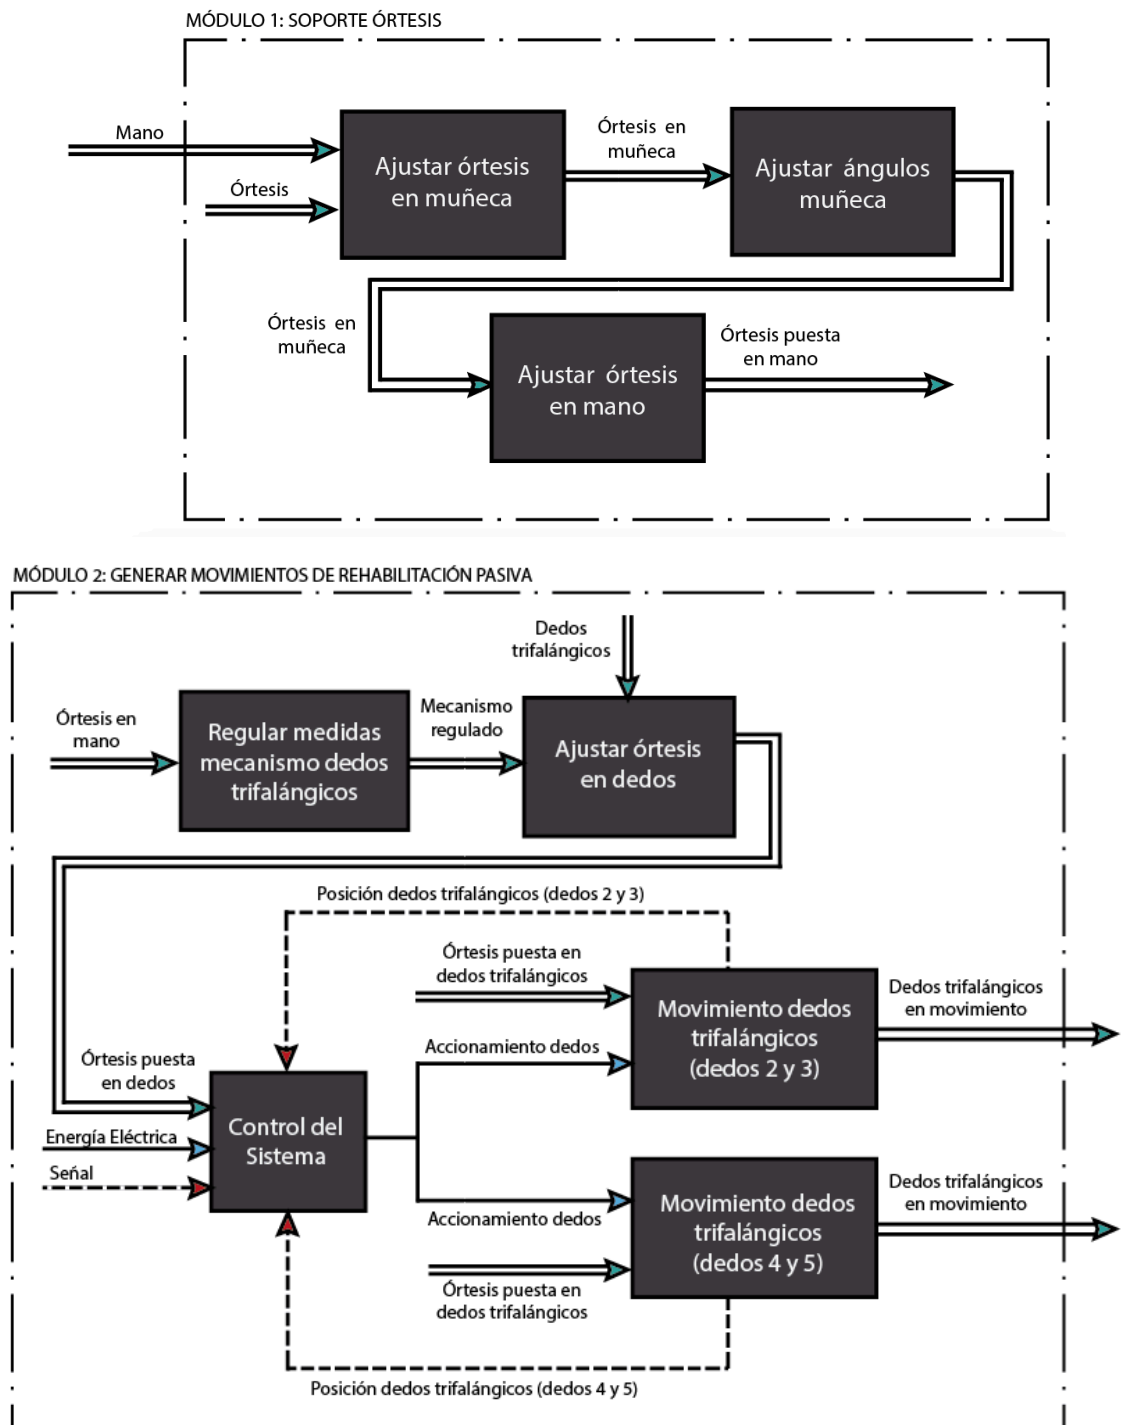 MÓDULO 1: SOPORTE ÓRTESIS
Mano
Órtesis
Ajustar órtesis
en muñeca
Órtesis en
muñeca
Ajustar ángulos
muñeca
Órtesis en
muñeca
Ajustar órtesis
en mano
Órtesis puesta
en mano
MÓDULO 2: GENERAR MOVIMIENTOS DE REHABILITACIÓN PASIVA
Dedos
trifalángicos
Órtesis en
mano
Regular medidas
mecanismo dedos
trifalángicos
Mecanismo
regulado
Ajustar órtesis
en dedos
Posición dedos trifalángicos (dedos 2 y 3)
Órtesis puesta en
dedos trifalángicos
Accionamiento dedos
Movimiento dedos
trifalángicos
(dedos 2 y 3)
Dedos trifalángicos
en movimiento
Órtesis puesta
en dedos
Energía Eléctrica
Señal
Control del
Sistema
Accionamiento dedos
Órtesis puesta en
dedos trifalángicos
Movimiento dedos
trifalángicos
(dedos 4 y 5)
Dedos trifalángicos
en movimiento
Posición dedos trifalángicos (dedos 4 y 5)